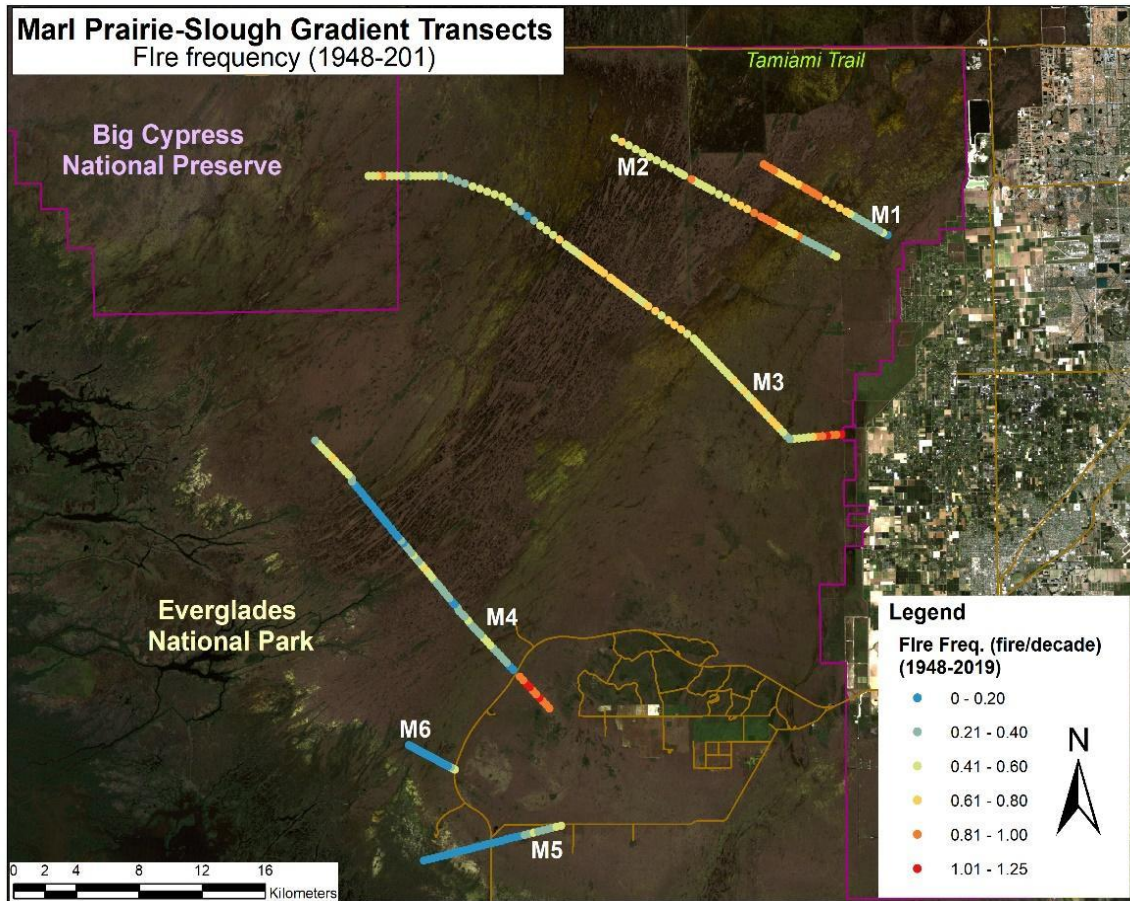 Marl Prairie-Slough Gradient Transects
FIre frequency (1948-201)
Tamiami Trail
Big Cypress
National Preserve
M2
M1
M3
Everglades
National Park
M4
M6
M5
Legend
FIre Freq. (fire/decade)
(1948-2019)
0 - 0.20
0.21 - 0.40
0.41 - 0.60
0.61 - 0.80
0.81 - 1.00
1.01 - 1.25
N
0 2 4 8 12 16
Kilometers